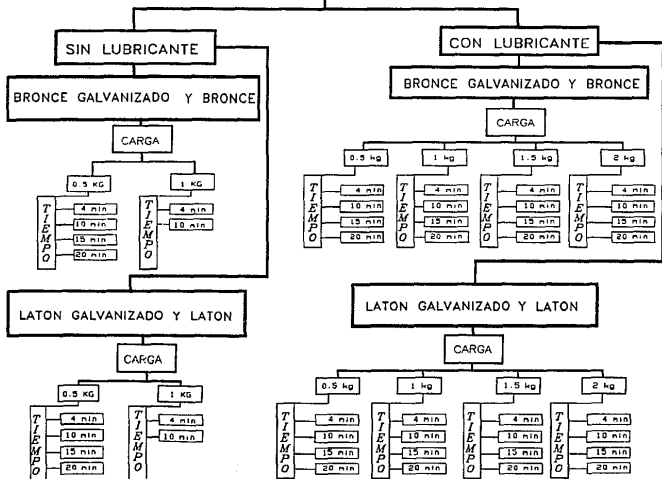 SIN LUBRICANTE
BRONCE GALVANIZADO Y BRONCE
CARGA
0.5 KG
1 KG
TIEMPO
4 min
10 min
15 min
20 min
TIEMPO
4 min
10 min
LATON GALVANIZADO Y LATON
CARGA
0.5 KG
1 KG
TIEMPO
4 min
10 min
15 min
20 min
TIEMPO
4 min
10 min
CON LUBRICANTE
BRONCE GALVANIZADO Y BRONCE
CARGA
0.5 kg
1 kg
1.5 kg
2 kg
TIEMPO
4 min
10 min
15 min
20 min
TIEMPO
4 min
10 min
15 min
20 min
TIEMPO
4 min
10 min
15 min
20 min
TIEMPO
4 min
10 min
15 min
20 min
LATON GALVANIZADO Y LATON
CARGA
0.5 kg
1 kg
1.5 kg
2 kg
TIEMPO
4 min
10 min
15 min
20 min
TIEMPO
4 min
10 min
15 min
20 min
TIEMPO
4 min
10 min
15 min
20 min
TIEMPO
4 min
10 min
15 min
20 min